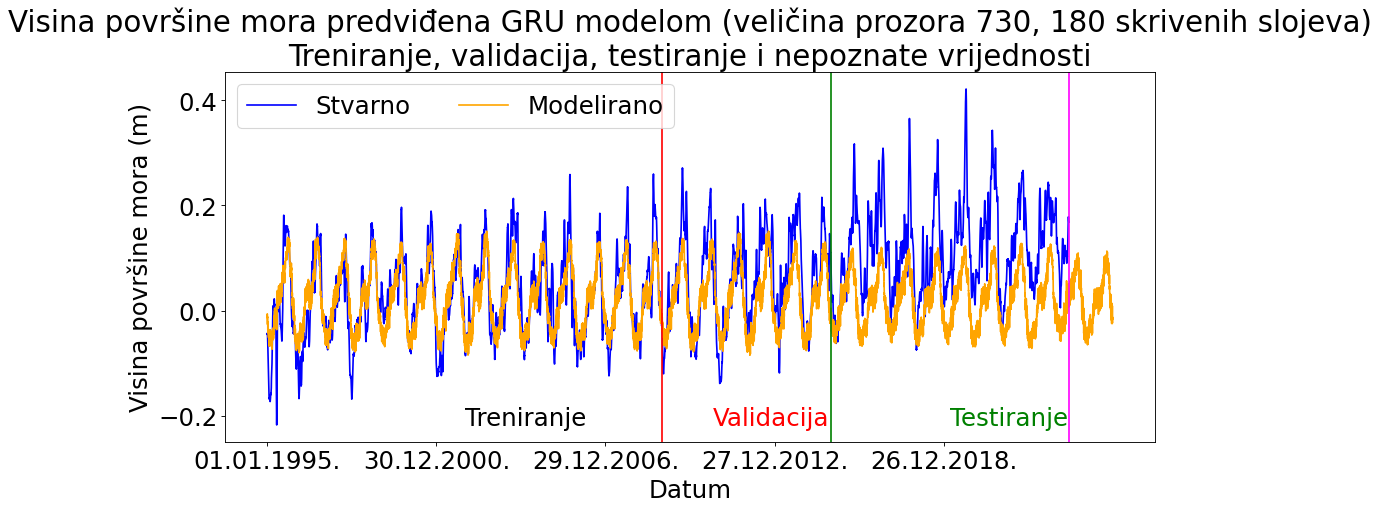 Visina površine mora predviđena GRU modelom (veličina prozora 730, 180 skrivenih slojeva)
Treniranje, validacija, testiranje i nepoznate vrijednosti
Stvarno
Modelirano
Visina površine mora (m)
0.4
0.2
0.0
−0.2
Treniranje
Validacija
Testiranje
01.01.1995.
30.12.2000.
29.12.2006.
27.12.2012.
26.12.2018.
Datum